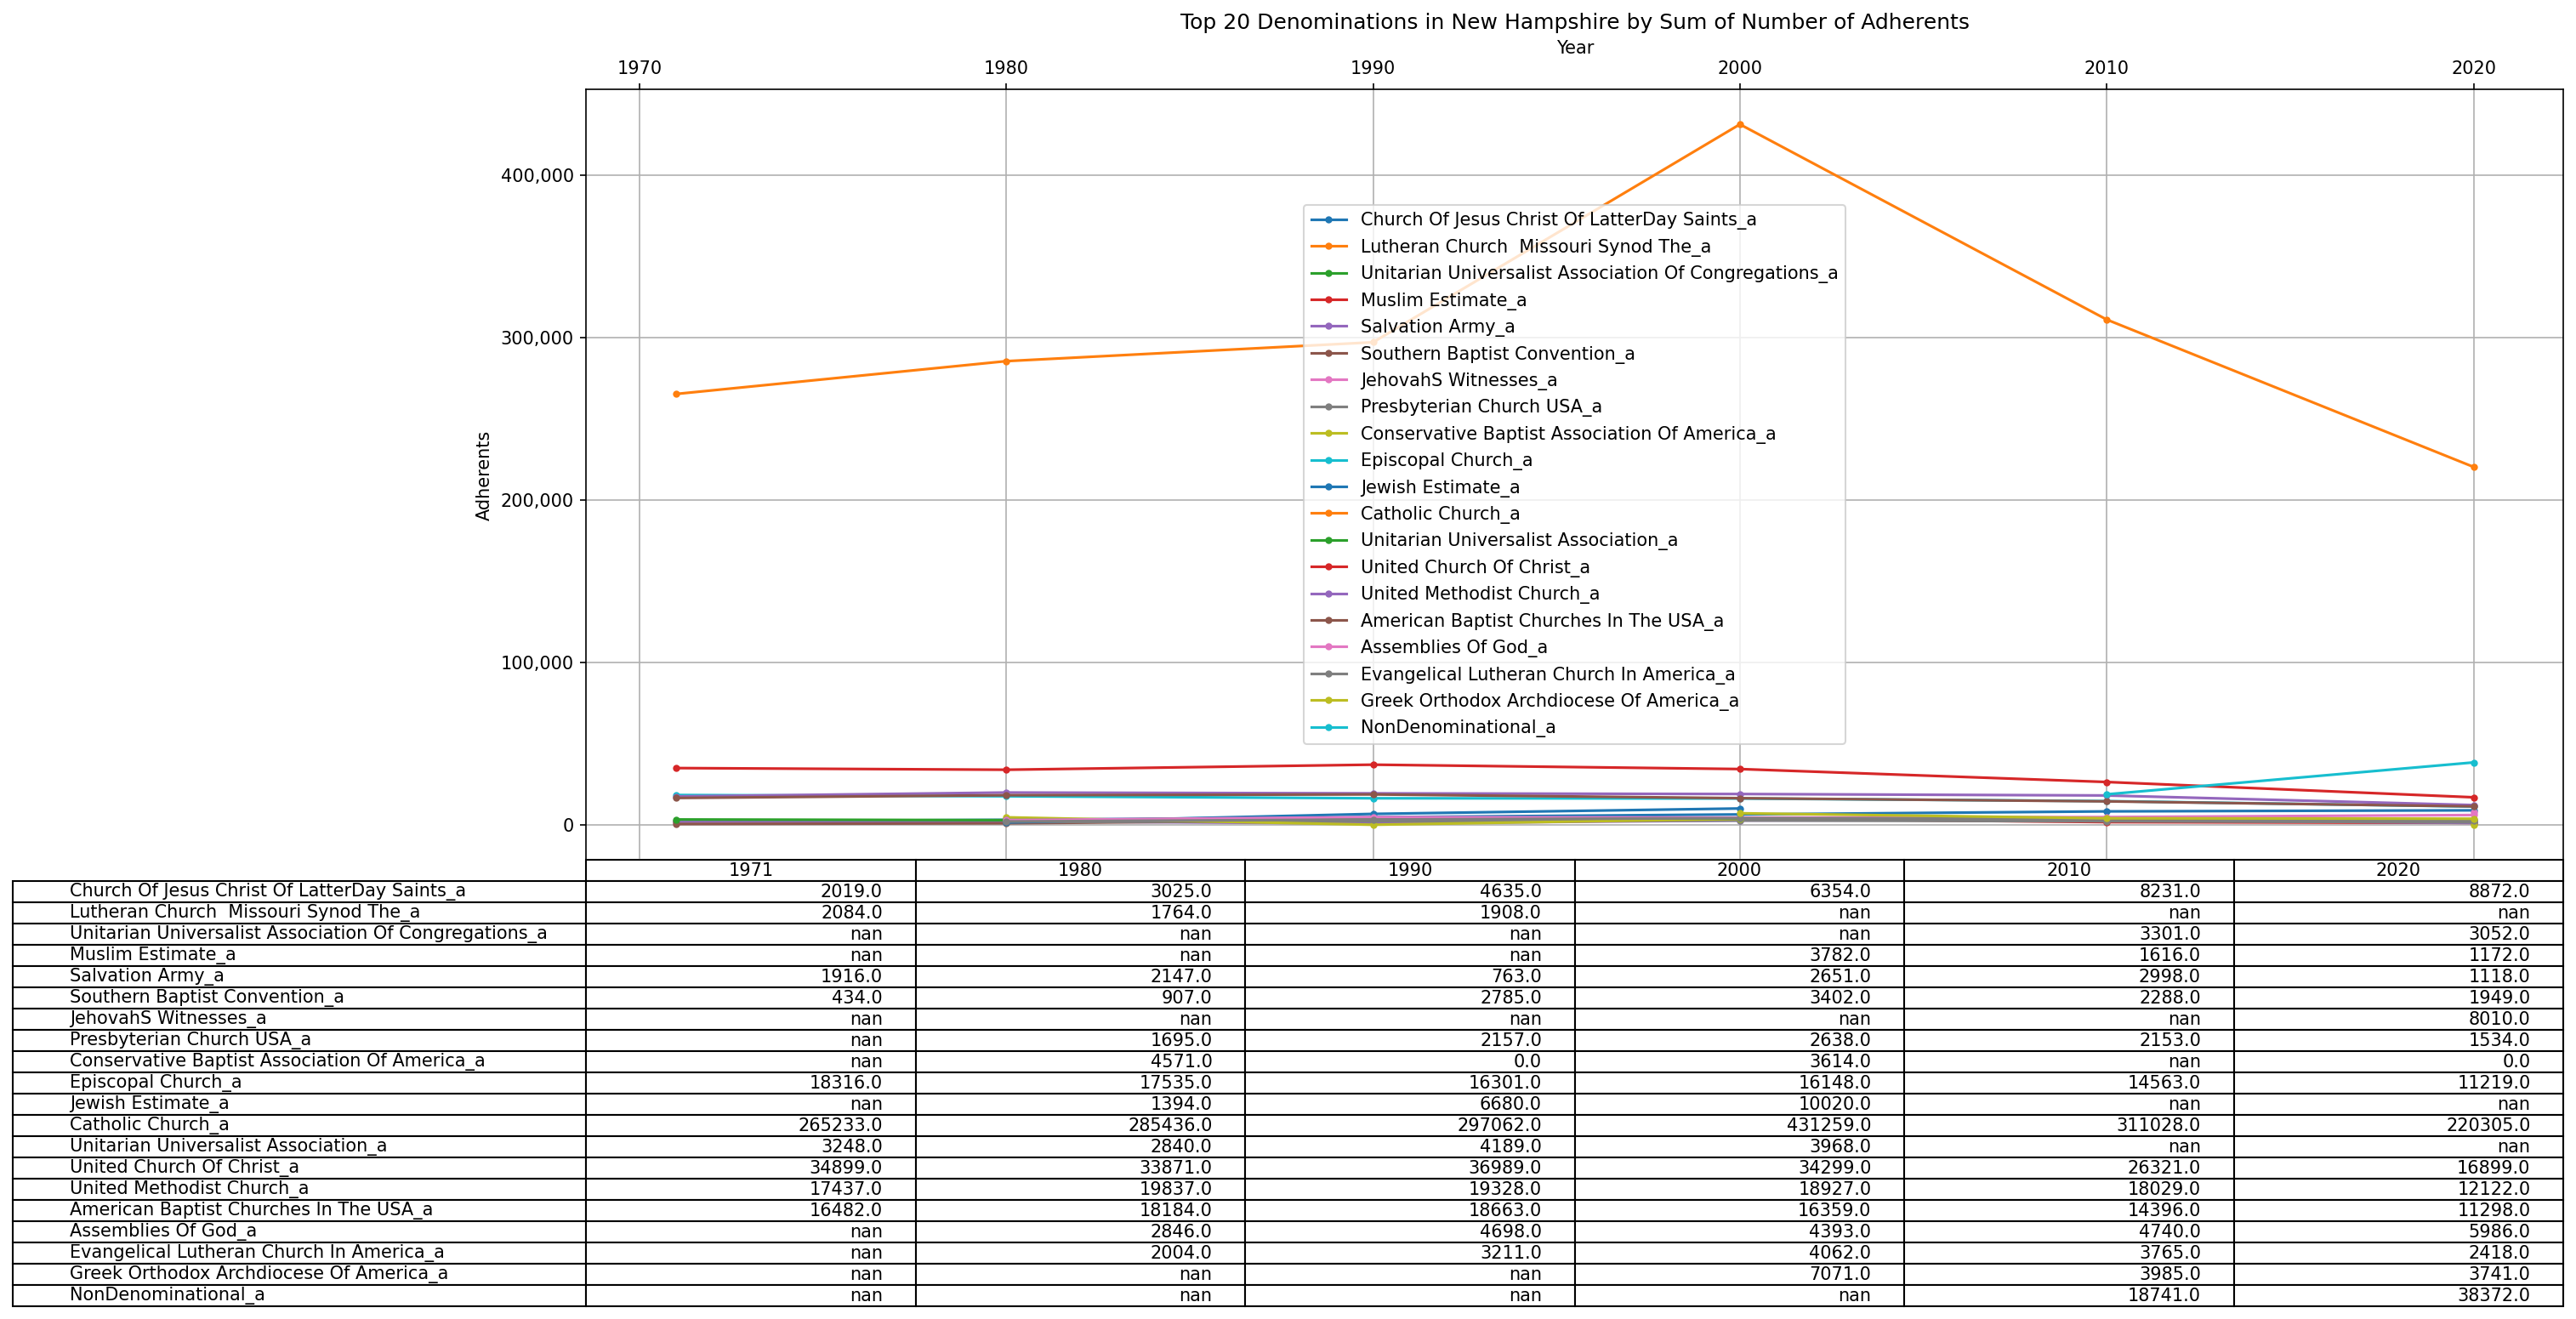 Top 20 Denominations in New Hampshire by Sum of Number of Adherents
Year
1970 1980 1990 2000 2010 2020
400,000
300,000
200,000
100,000
0
Adherents
Church Of Jesus Christ Of LatterDay Saints_a
Lutheran Church  Missouri Synod The_a
Unitarian Universalist Association Of Congregations_a
Muslim Estimate_a
Salvation Army_a
Southern Baptist Convention_a
JehovahS Witnesses_a
Presbyterian Church USA_a
Conservative Baptist Association Of America_a
Episcopal Church_a
Jewish Estimate_a
Catholic Church_a
Unitarian Universalist Association_a
United Church Of Christ_a
United Methodist Church_a
American Baptist Churches In The USA_a
Assemblies Of God_a
Evangelical Lutheran Church In America_a
Greek Orthodox Archdiocese Of America_a
NonDenominational_a
1971 1980 1990 2000 2010 2020
Church Of Jesus Christ Of LatterDay Saints_a 2019.0 3025.0 4635.0 6354.0 8231.0 8872.0
Lutheran Church  Missouri Synod The_a 2084.0 1764.0 1908.0 nan nan nan
Unitarian Universalist Association Of Congregations_a nan nan nan nan 3301.0 3052.0
Muslim Estimate_a nan nan nan 3782.0 1616.0 1172.0
Salvation Army_a 1916.0 2147.0 763.0 2651.0 2998.0 1118.0
Southern Baptist Convention_a 434.0 907.0 2785.0 3402.0 2288.0 1949.0
JehovahS Witnesses_a nan nan nan nan nan 8010.0
Presbyterian Church USA_a nan 1695.0 2157.0 2638.0 2153.0 1534.0
Conservative Baptist Association Of America_a nan 4571.0 0.0 3614.0 nan 0.0
Episcopal Church_a 18316.0 17535.0 16301.0 16148.0 14563.0 11219.0
Jewish Estimate_a nan 1394.0 6680.0 10020.0 nan nan
Catholic Church_a 265233.0 285436.0 297062.0 431259.0 311028.0 220305.0
Unitarian Universalist Association_a 3248.0 2840.0 4189.0 3968.0 nan nan
United Church Of Christ_a 34899.0 33871.0 36989.0 34299.0 26321.0 16899.0
United Methodist Church_a 17437.0 19837.0 19328.0 18927.0 18029.0 12122.0
American Baptist Churches In The USA_a 16482.0 18184.0 18663.0 16359.0 14396.0 11298.0
Assemblies Of God_a nan 2846.0 4698.0 4393.0 4740.0 5986.0
Evangelical Lutheran Church In America_a nan 2004.0 3211.0 4062.0 3765.0 2418.0
Greek Orthodox Archdiocese Of America_a nan nan nan 7071.0 3985.0 3741.0
NonDenominational_a nan nan nan nan 18741.0 38372.0